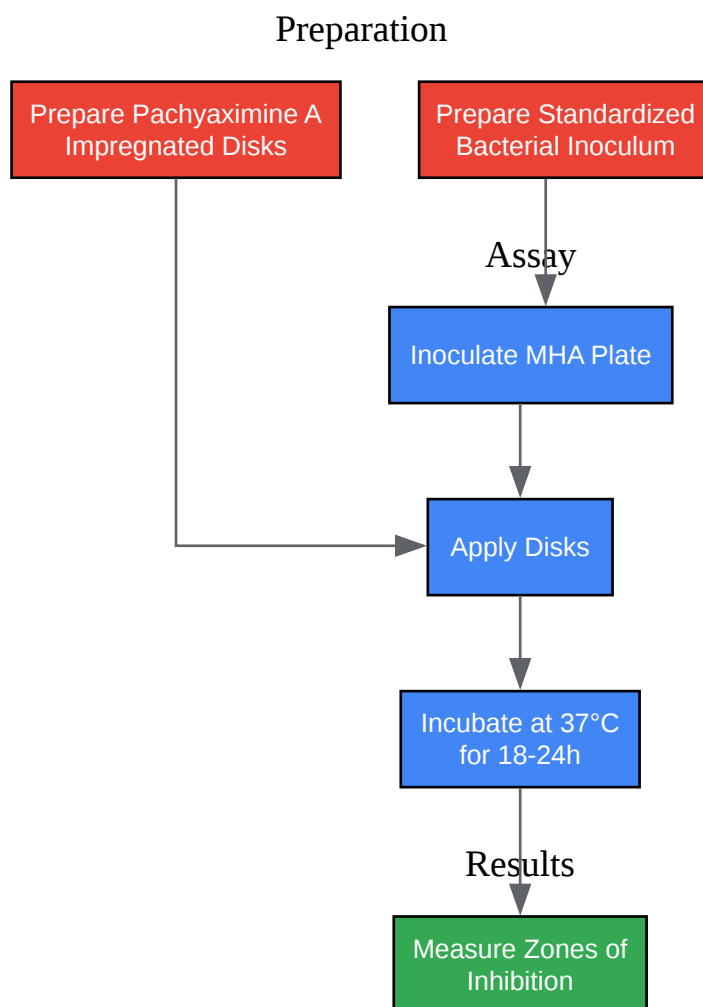 Preparation
Prepare Pachyaximine A
Impregnated Disks
Prepare Standardized
Bacterial Inoculum
Assay
Inoculate MHA Plate
Apply Disks
Incubate at 37°C
for 18-24h
Results
Measure Zones of
Inhibition